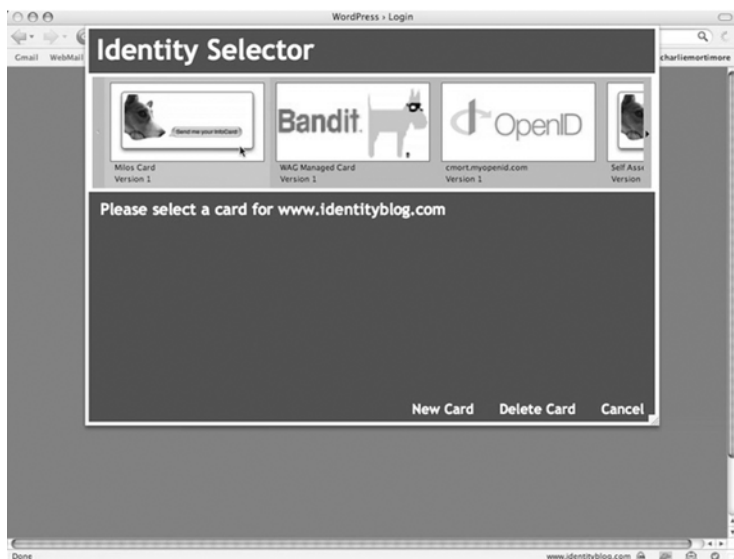 WordPress › Login
Gmail WebMail
charliemortimore
Identity Selector
Send me your InfoCard
Bandit
OpenID
Milos Card
Version 1
WAG Managed Card
Version 1
cmort.myopenid.com
Version 1
Self Asse
Version
Please select a card for www.identityblog.com
New Card Delete Card Cancel
Done
www.identityblog.com